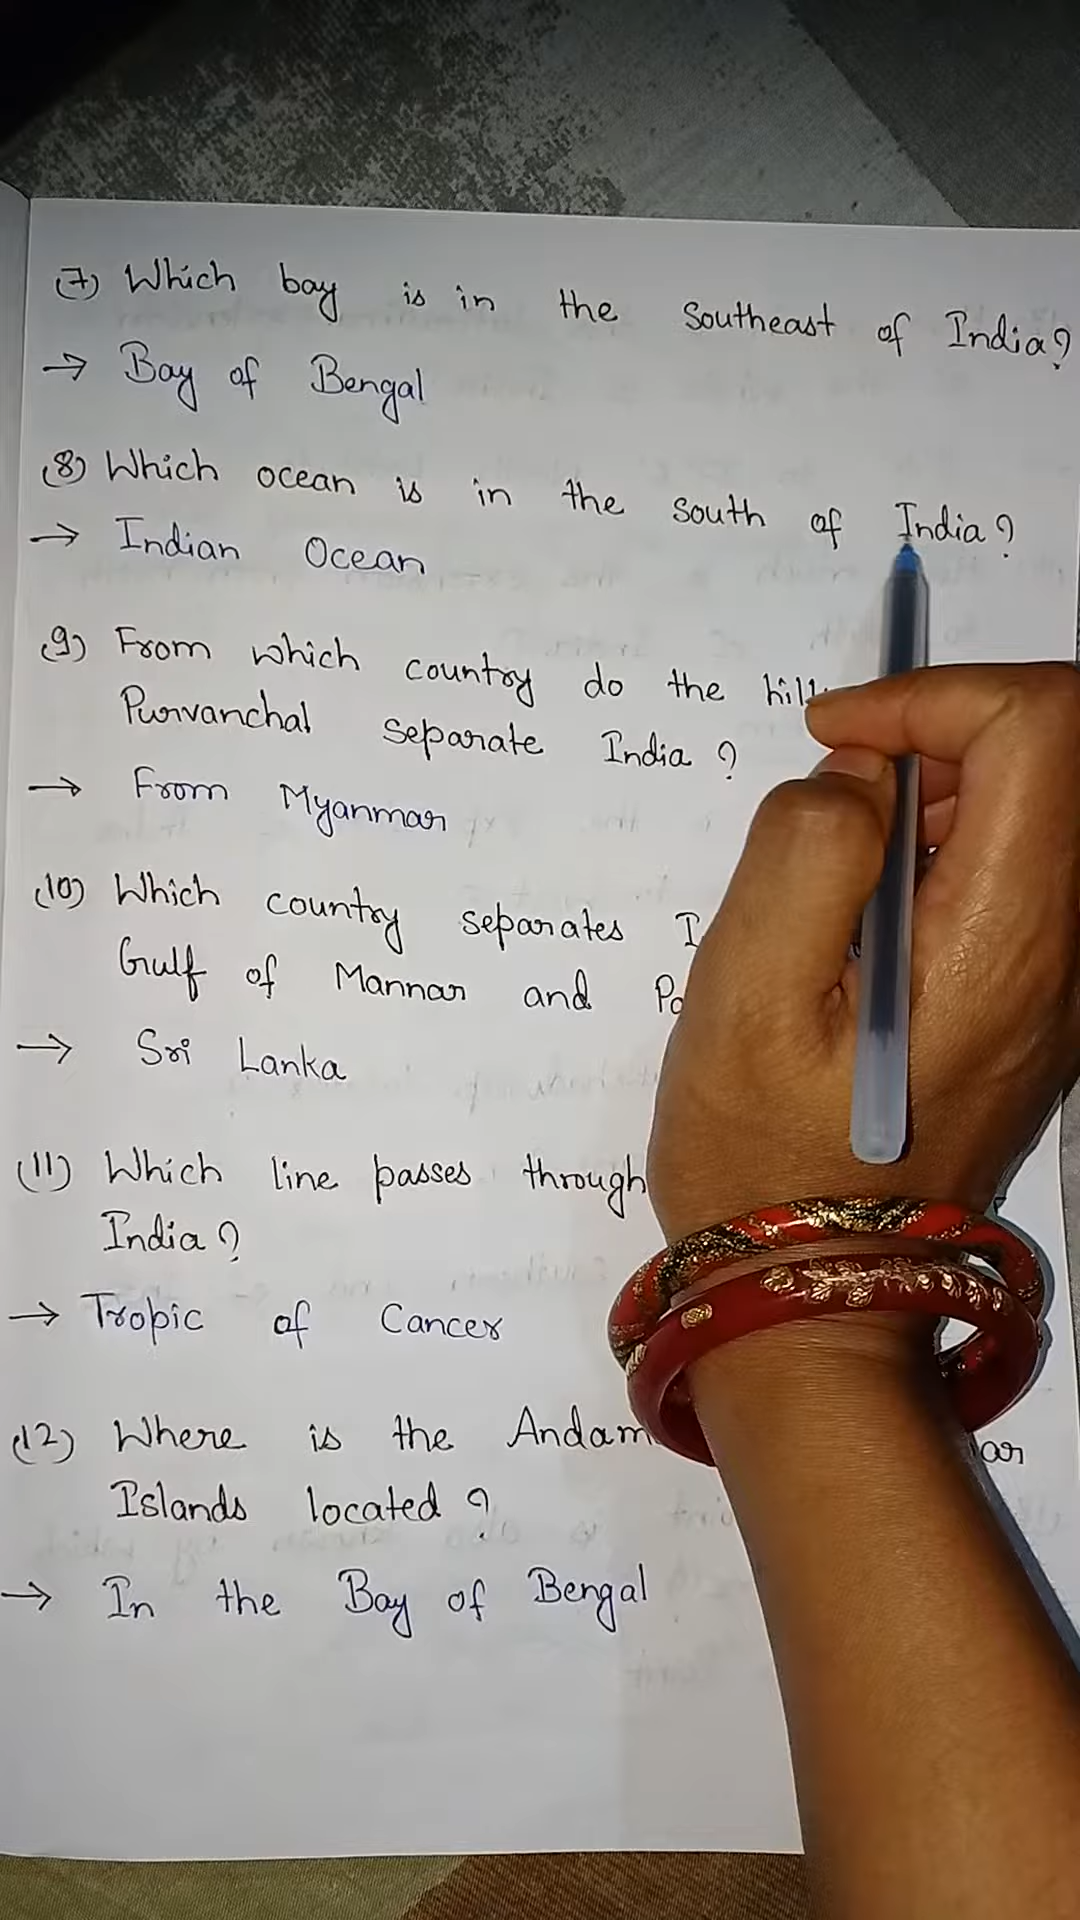 (7) Which bay is in the Southeast of India?
→ Bay of Bengal
(8) Which ocean is in the south of India?
→ Indian Ocean
(9) From which country do the
Purvanchal separate India?
→ From Myanmar
(10) Which country separates
Gulf of Mannar and
→ Sri Lanka
(11) Which line passes through
India?
→ Tropic of Cancer
(12) Where is the
Islands located?
→ In the Bay of Bengal